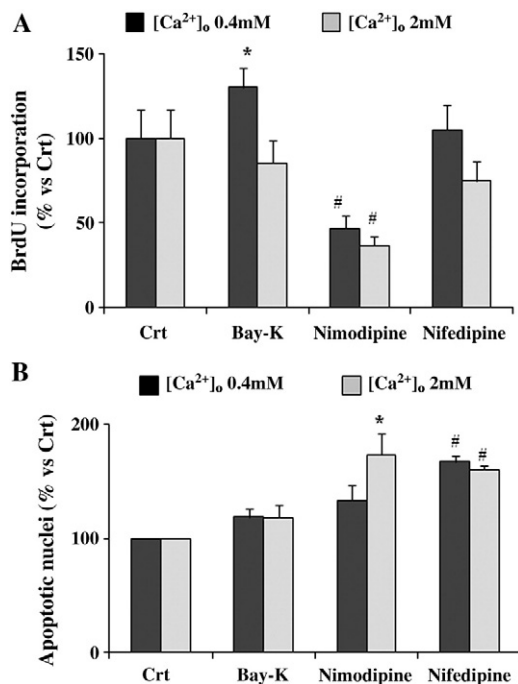 A
[Ca²⁺]ₒ 0.4mM [Ca²⁺]ₒ 2mM
BrdU incorporation
(% vs Crt)
150
100
50
0
*
# #
Crt Bay-K Nimodipine Nifedipine
B
[Ca²⁺]ₒ 0.4mM [Ca²⁺]ₒ 2mM
Apoptotic nuclei (% vs Crt)
200
100
0
*
# #
Crt Bay-K Nimodipine Nifedipine